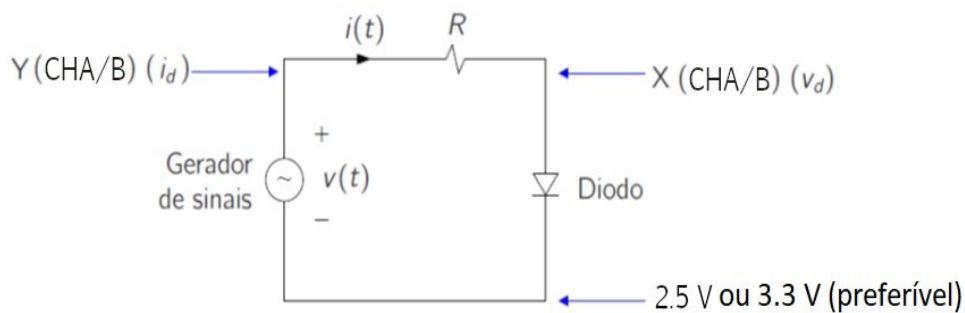 i(t)
R
Y (CHA/B) (i_d)
X (CHA/B) (v_d)
+
Gerador
de sinais
~
v(t)
Diodo
−
2.5 V ou 3.3 V (preferível)